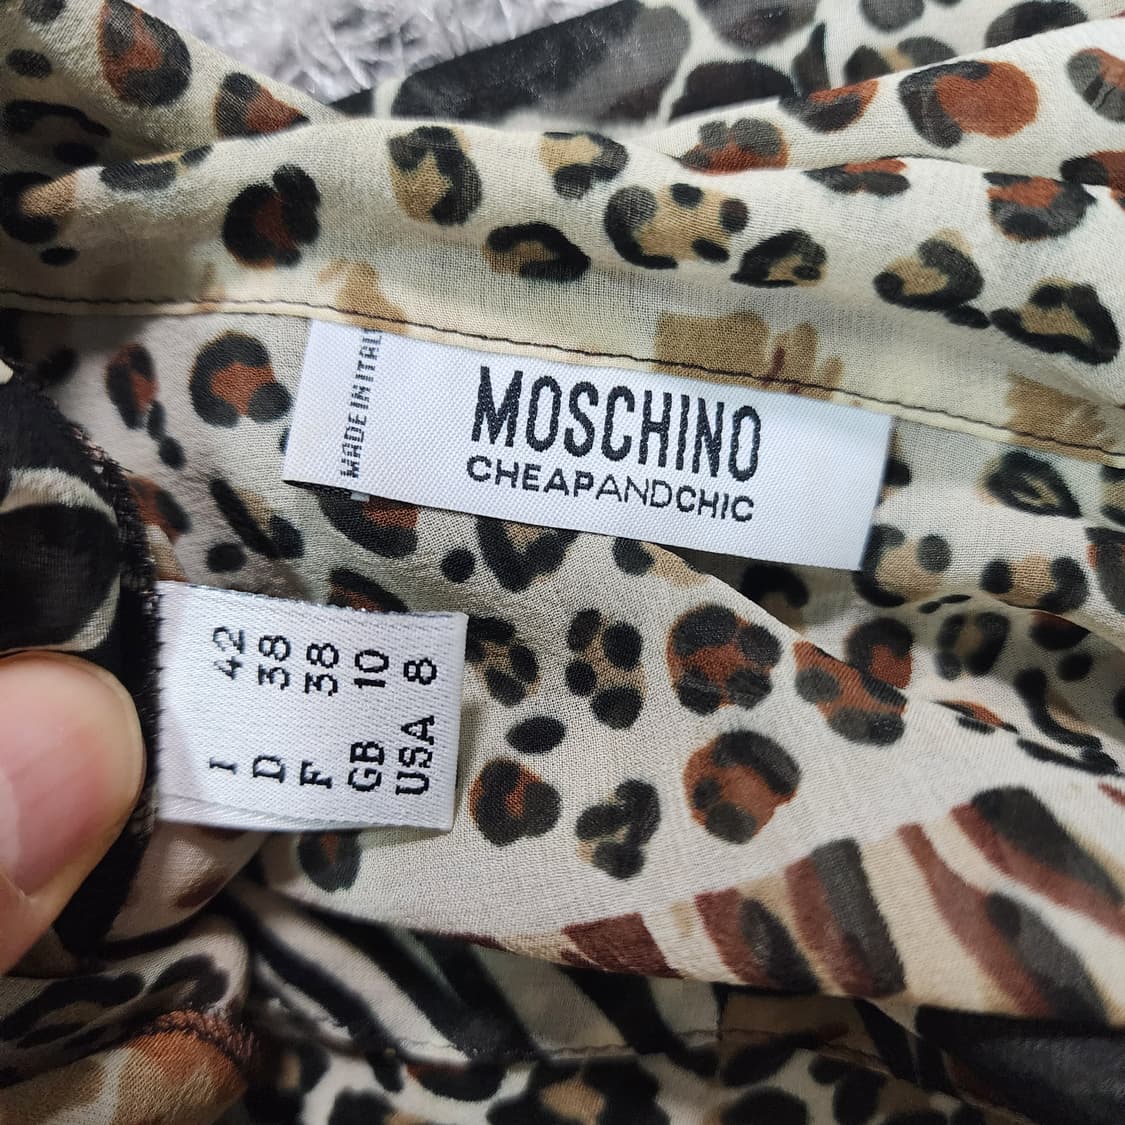 MADE IN ITALY
MOSCHINO
CHEAPANDCHIC
I 42
D 38
F 38
GB 10
USA 8